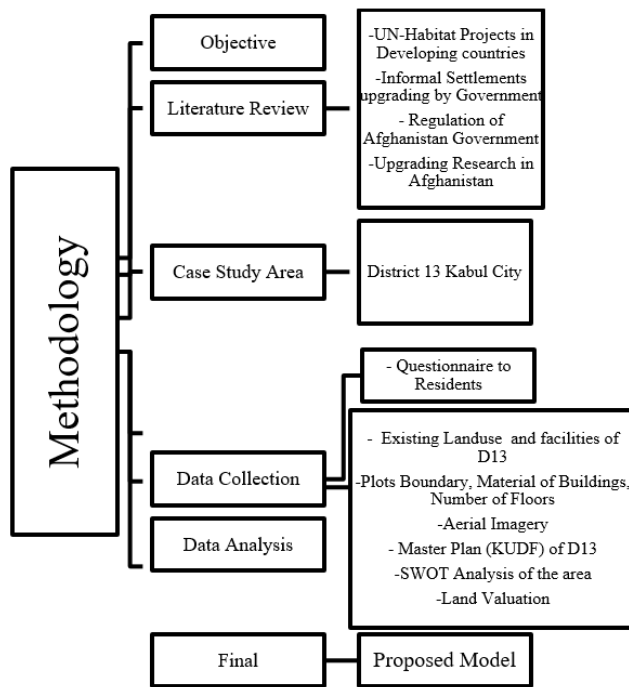 Methodology
Objective
Literature Review
-UN-Habitat Projects in
Developing countries
-Informal Settlements
upgrading by Government
- Regulation of
Afghanistan Government
-Upgrading Research in
Afghanistan
Case Study Area
District 13 Kabul City
Data Collection
- Questionnaire to
Residents
- Existing Landuse and facilities of
D13
-Plots Boundary, Material of Buildings,
Number of Floors
-Aerial Imagery
- Master Plan (KUDF) of D13
-SWOT Analysis of the area
-Land Valuation
Data Analysis
Final
Proposed Model